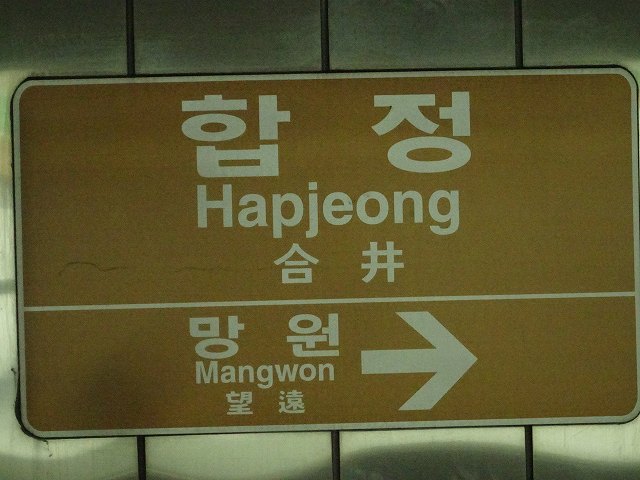 합 정
Hapjeong
合 井
망 원
Mangwon
望 遠